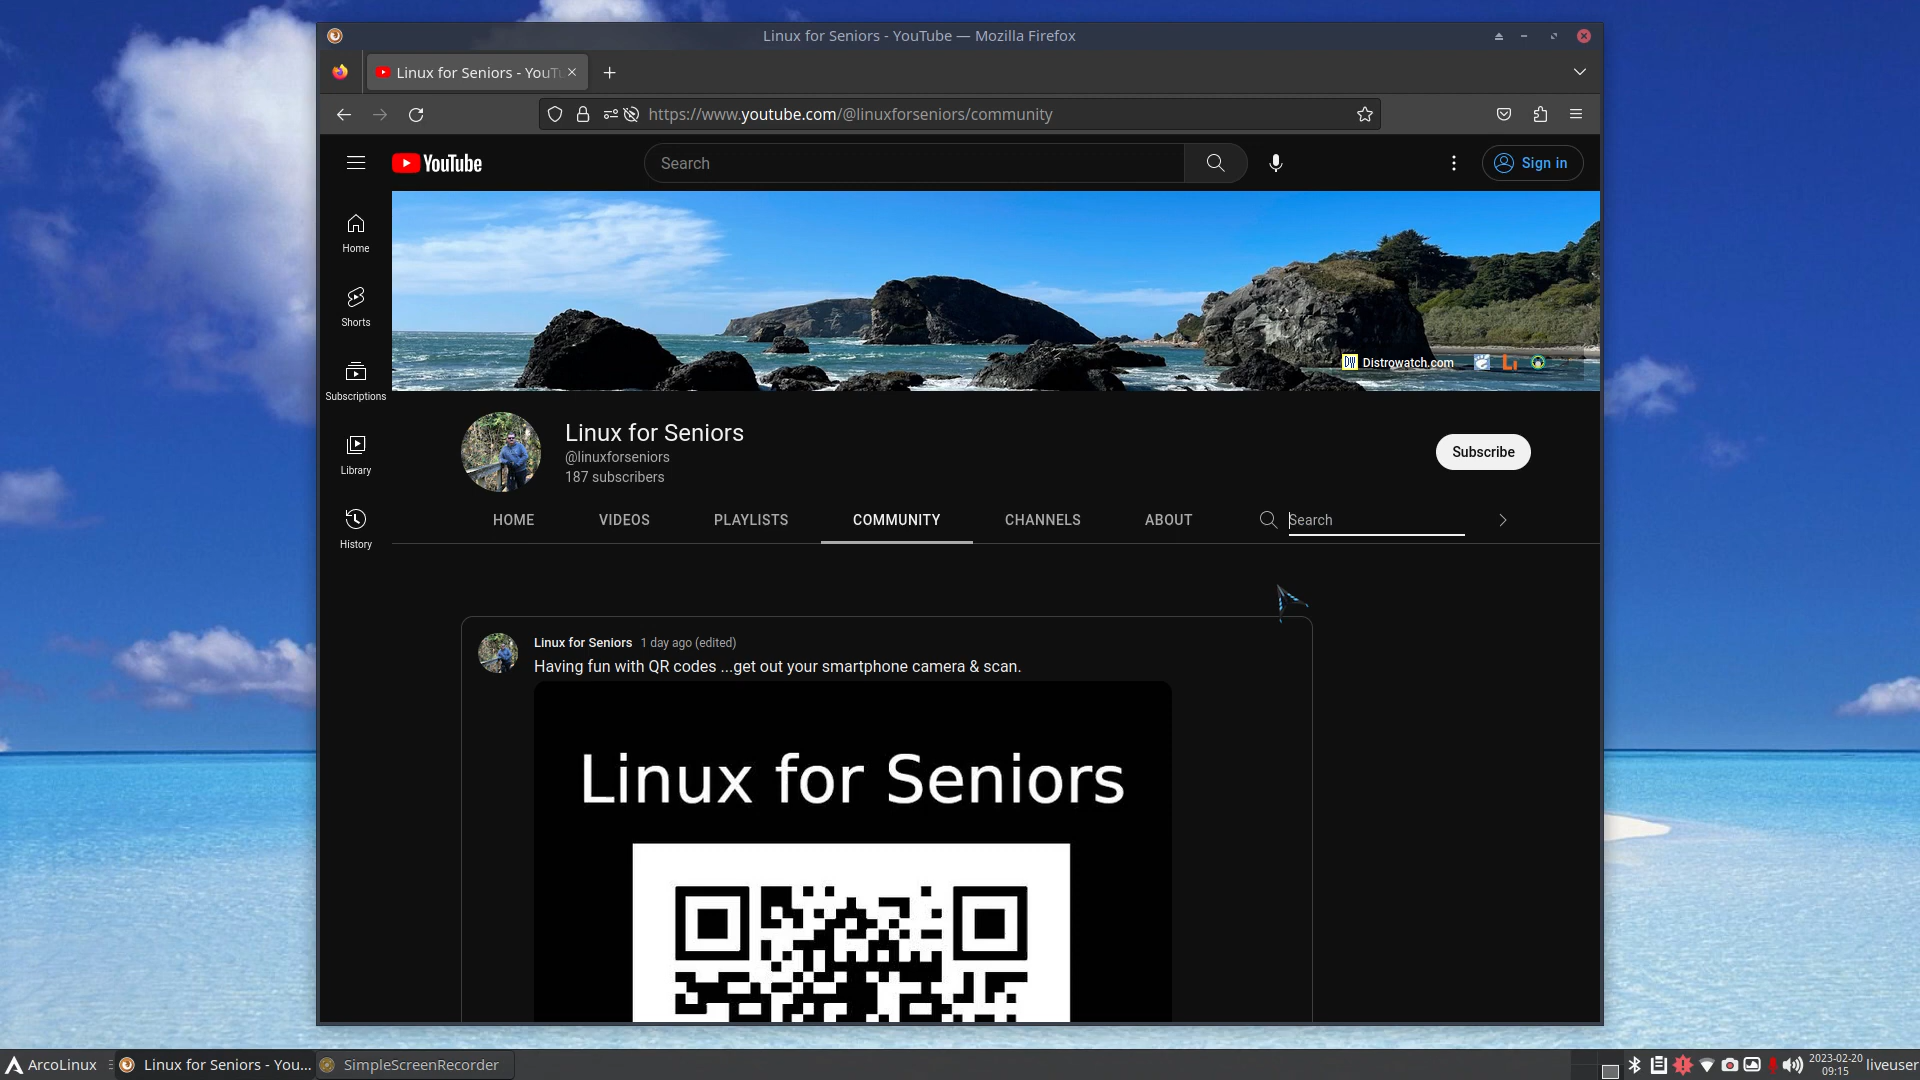 Linux for Seniors - YouTube — Mozilla Firefox
Linux for Seniors - YouTu
https://www.youtube.com/@linuxforseniors/community
YouTube
Search
Sign in
Home
Shorts
Subscriptions
Library
History
DW Distrowatch.com
Linux for Seniors
@linuxforseniors
187 subscribers
Subscribe
HOME VIDEOS PLAYLISTS COMMUNITY CHANNELS ABOUT Search
Linux for Seniors 1 day ago (edited)
Having fun with QR codes ...get out your smartphone camera & scan.
Linux for Seniors
ArcoLinux
Linux for Seniors - You...
SimpleScreenRecorder
2023-02-20
09:15
liveuser